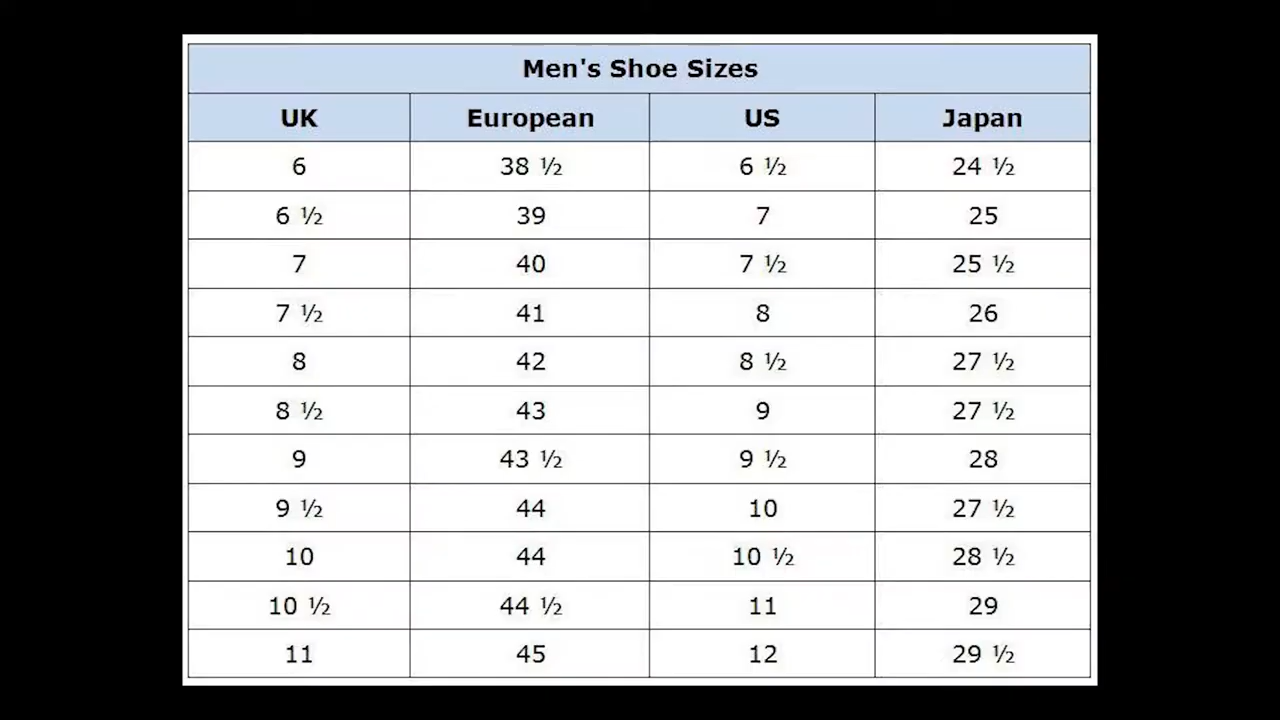 Men's Shoe Sizes
UK European US Japan
6 38 ½ 6 ½ 24 ½
6 ½ 39 7 25
7 40 7 ½ 25 ½
7 ½ 41 8 26
8 42 8 ½ 27 ½
8 ½ 43 9 27 ½
9 43 ½ 9 ½ 28
9 ½ 44 10 27 ½
10 44 10 ½ 28 ½
10 ½ 44 ½ 11 29
11 45 12 29 ½